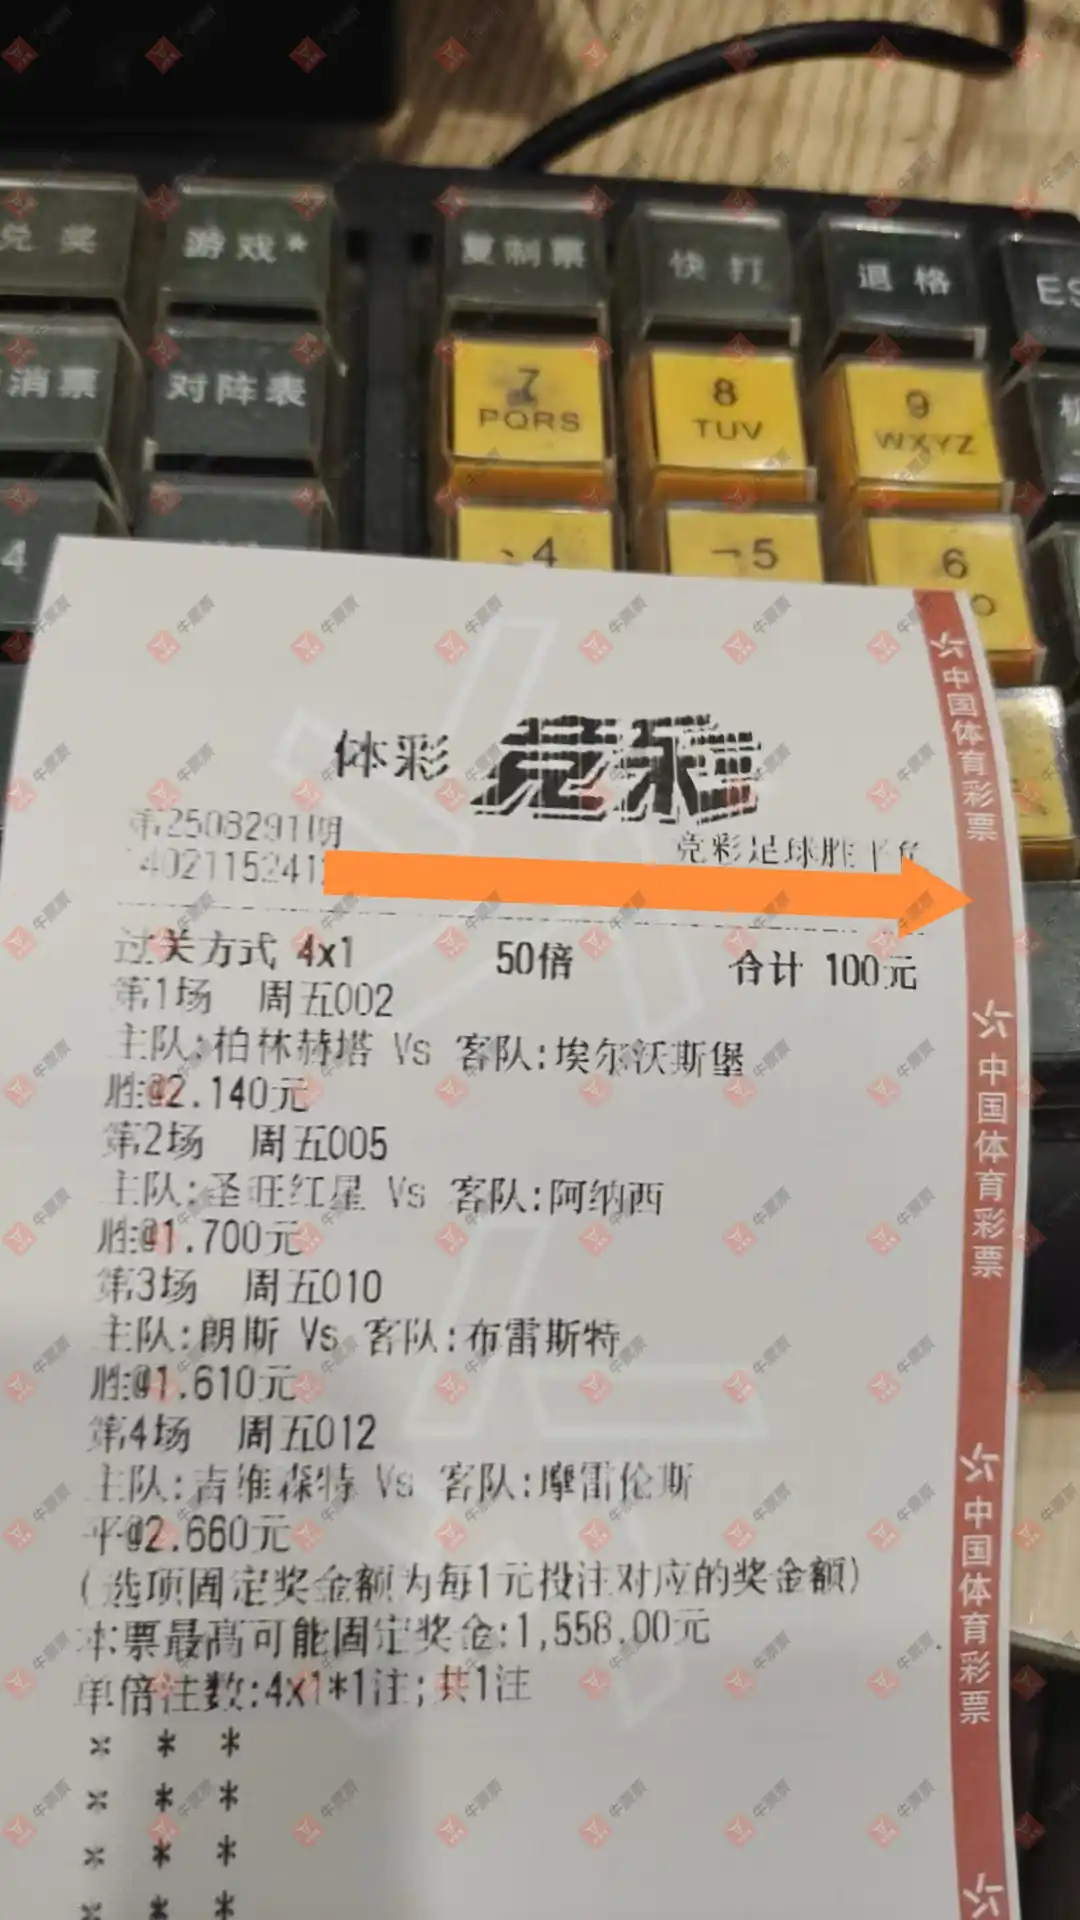 兑 奖
游戏*
复制票
快 打
退 格
ES
消票
对阵表
7
PQRS
8
TUV
9
WXYZ
4
4
5
6
体彩 竞彩
竞彩足球胜平负
过关方式 4x1 50倍 合计 100元
第1场 周五002
主队:柏林赫塔 Vs 客队:埃尔沃斯堡
胜@2.140元
第2场 周五005
主队:圣旺红星 Vs 客队:阿纳西
胜@1.700元
第3场 周五010
主队:朗斯 Vs 客队:布雷斯特
胜@1.610元
第4场 周五012
主队:吉维森特 Vs 客队:摩雷伦斯
平@2.660元
(选项固定奖金额为每1元投注对应的奖金额)
本票最高可能固定奖金:1,558.00元
单倍注数:4x1*1注;共1注
* * *
* * *
* * *
* * *
中国体育彩票
中国体育彩票
中国体育彩票
牛票票